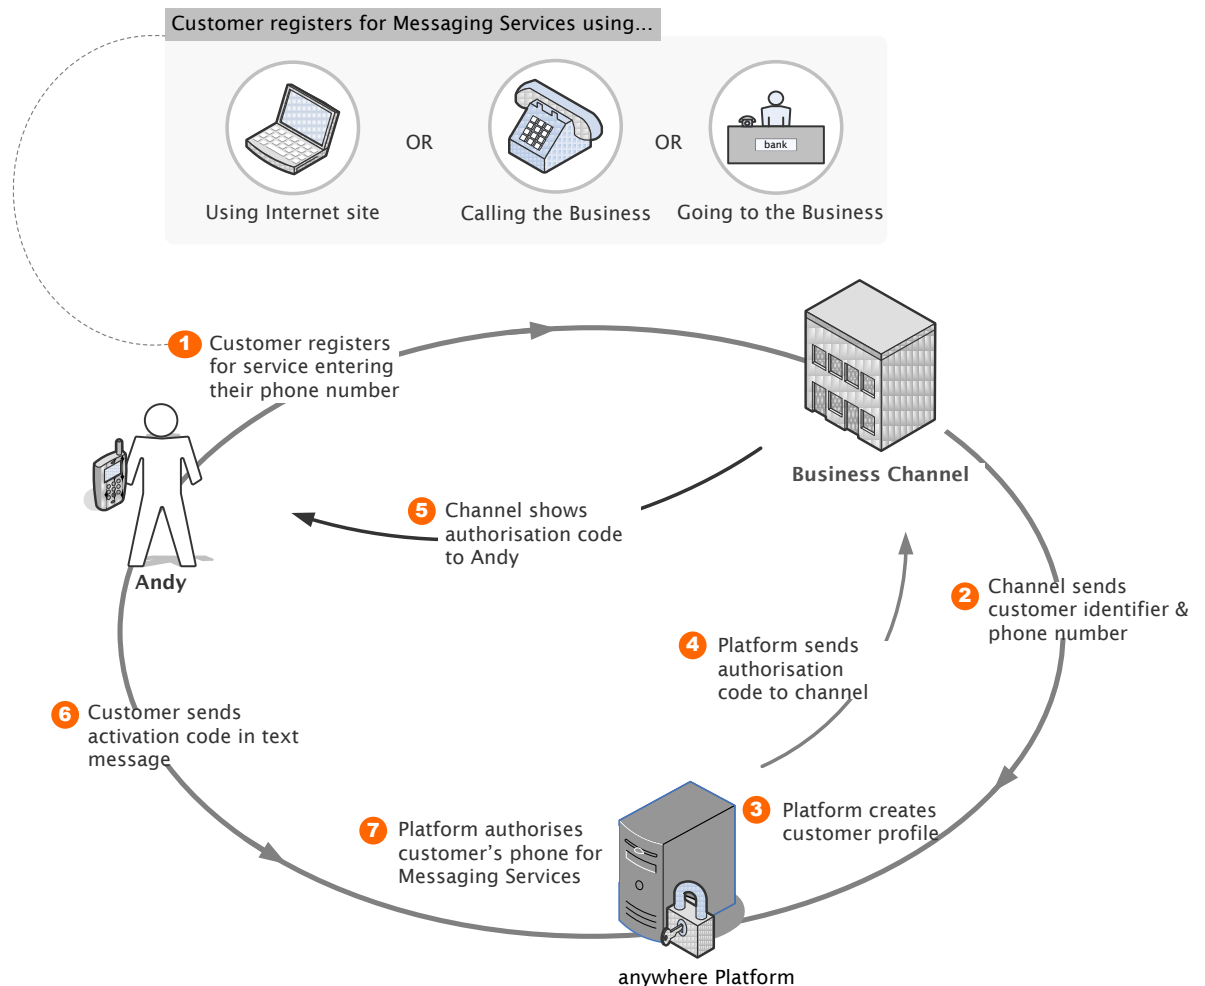 Customer registers for Messaging Services using...
OR
OR
bank
Using Internet site
Calling the Business
Going to the Business
1 Customer registers
for service entering
their phone number
Business Channel
5 Channel shows
authorisation code
to Andy
Andy
2 Channel sends
customer identifier &
phone number
4 Platform sends
authorisation
code to channel
6 Customer sends
activation code in text
message
3 Platform creates
customer profile
7 Platform authorises
customer's phone for
Messaging Services
anywhere Platform